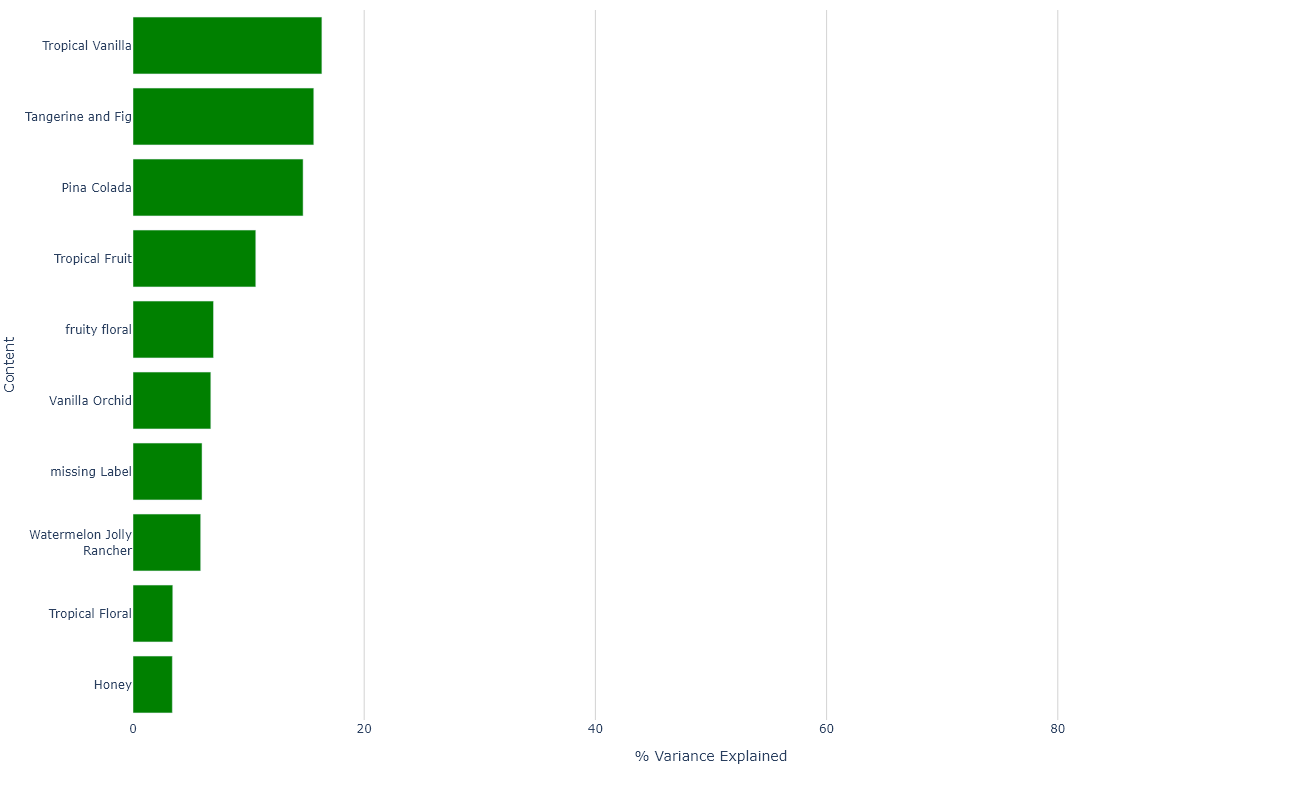 Tropical Vanilla
Tangerine and Fig
Pina Colada
Tropical Fruit
fruity floral
Content
Vanilla Orchid
missing Label
Watermelon Jolly
Rancher
Tropical Floral
Honey
0 20 40 60 80
% Variance Explained